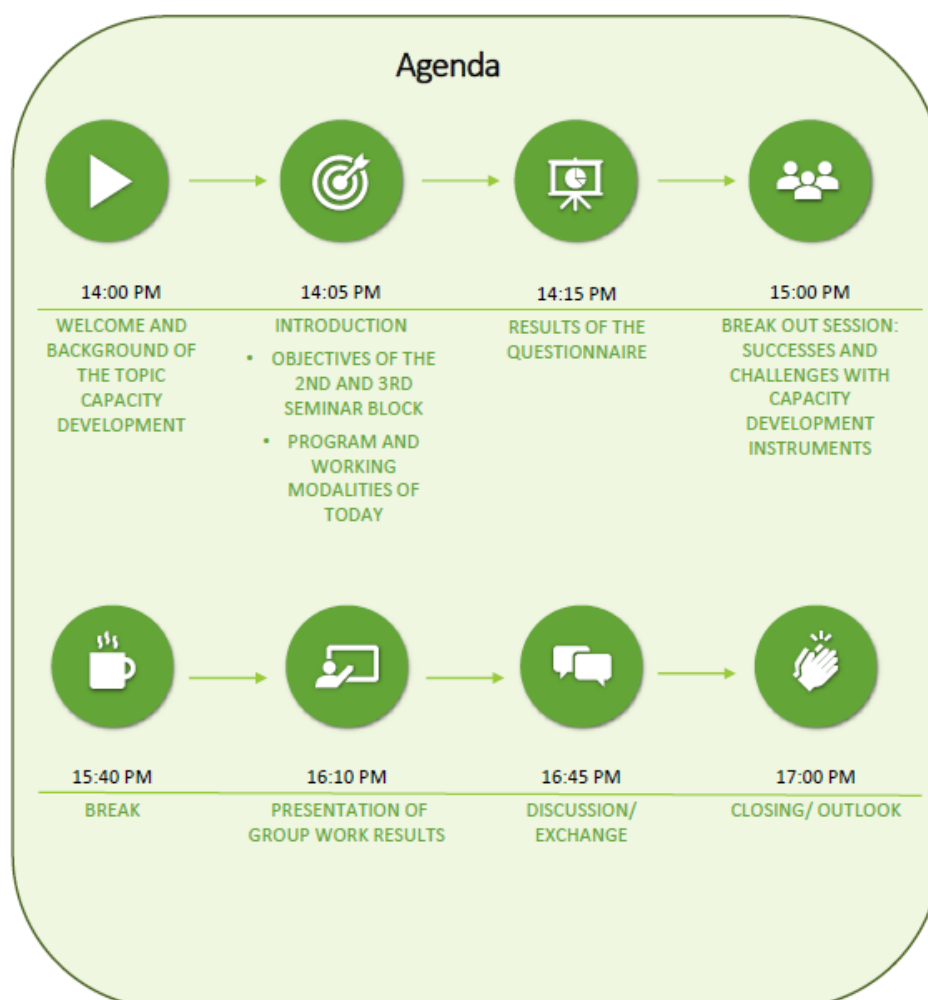 Agenda
14:00 PM
WELCOME AND
BACKGROUND OF
THE TOPIC
CAPACITY
DEVELOPMENT
14:05 PM
INTRODUCTION
• OBJECTIVES OF THE
2ND AND 3RD
SEMINAR BLOCK
• PROGRAM AND
WORKING
MODALITIES OF
TODAY
14:15 PM
RESULTS OF THE
QUESTIONNAIRE
15:00 PM
BREAK OUT SESSION:
SUCCESSES AND
CHALLENGES WITH
CAPACITY
DEVELOPMENT
INSTRUMENTS
15:40 PM
BREAK
16:10 PM
PRESENTATION OF
GROUP WORK RESULTS
16:45 PM
DISCUSSION/
EXCHANGE
17:00 PM
CLOSING/ OUTLOOK